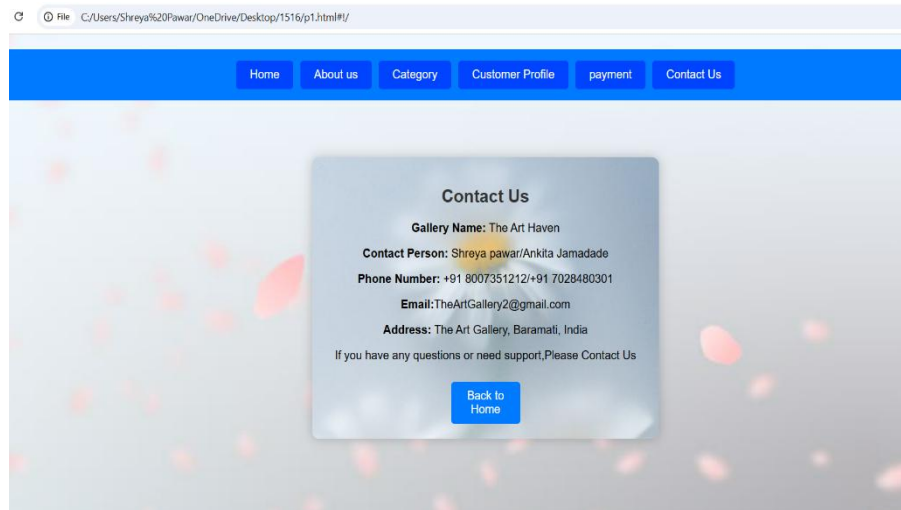 File C:/Users/Shreya%20Pawar/OneDrive/Desktop/1516/p1.html#!/
Home About us Category Customer Profile payment Contact Us
Contact Us
Gallery Name: The Art Haven
Contact Person: Shreya pawar/Ankita Jamadade
Phone Number: +91 8007351212/+91 7028480301
Email:TheArtGallery2@gmail.com
Address: The Art Gallery, Baramati, India
If you have any questions or need support,Please Contact Us
Back to
Home